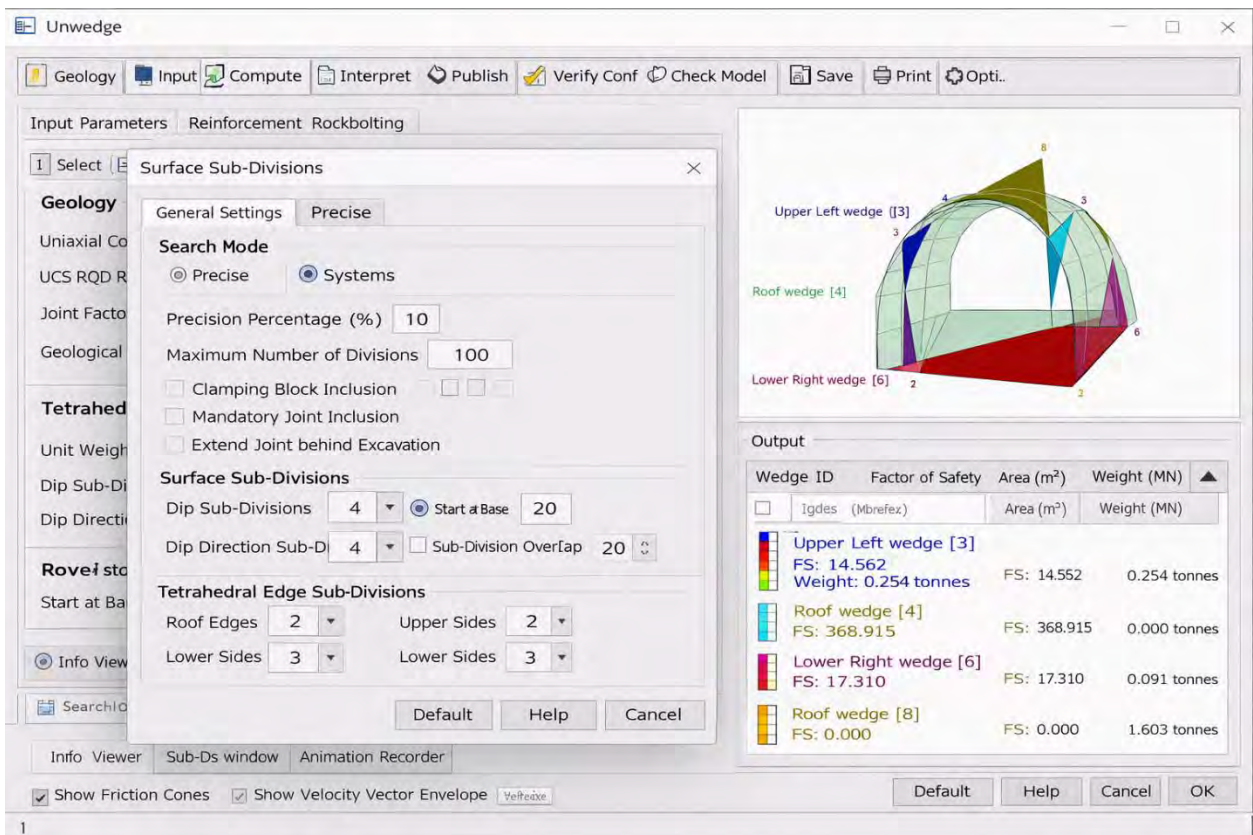 Unwedge
Geology Input Compute Interpret Publish Verify Conf Check Model Save Print Opti..
Input Parameters Reinforcement Rockbolting
I Select
Geology
Uniaxial Co
UCS RQD R
Joint Facto
Geological
Tetrahed
Unit Weigh
Dip Sub-Di
Dip Directi
sto
Start at Ba
Info View
Search
Surface Sub-Divisions
General Settings Precise
Search Mode
Precise Systems
Precision Percentage (%) 10
Maximum Number of Divisions 100
Clamping Block Inclusion
Mandatory Joint Inclusion
Extend Joint behind Excavation
Surface Sub-Divisions
Dip Sub-Divisions 4 Start at Base 20
Dip Direction Sub-D 4 Sub-Division Overlap 20
Tetrahedral Edge Sub-Divisions
Roof Edges 2 Upper Sides 2
Lower Sides 3 Lower Sides 3
Default Help Cancel
Info Viewer Sub-Ds window Animation Recorder
Show Friction Cones Show Velocity Vector Envelope
8
4
3
Upper Left wedge ([3]
3
Roof wedge [4]
6
Lower Right wedge [6] 2
2
Output
Wedge ID Factor of Safety Area (m²) Weight (MN)
Igdes (Mbrefex) Area (m²) Weight (MN)
Upper Left wedge [3]
FS: 14.562
Weight: 0.254 tonnes FS: 14.552 0.254 tonnes
Roof wedge [4]
FS: 368.915 FS: 368.915 0.000 tonnes
Lower Right wedge [6]
FS: 17.310 FS: 17.310 0.091 tonnes
Roof wedge [8]
FS: 0.000 FS: 0.000 1.603 tonnes
Default Help Cancel OK
1